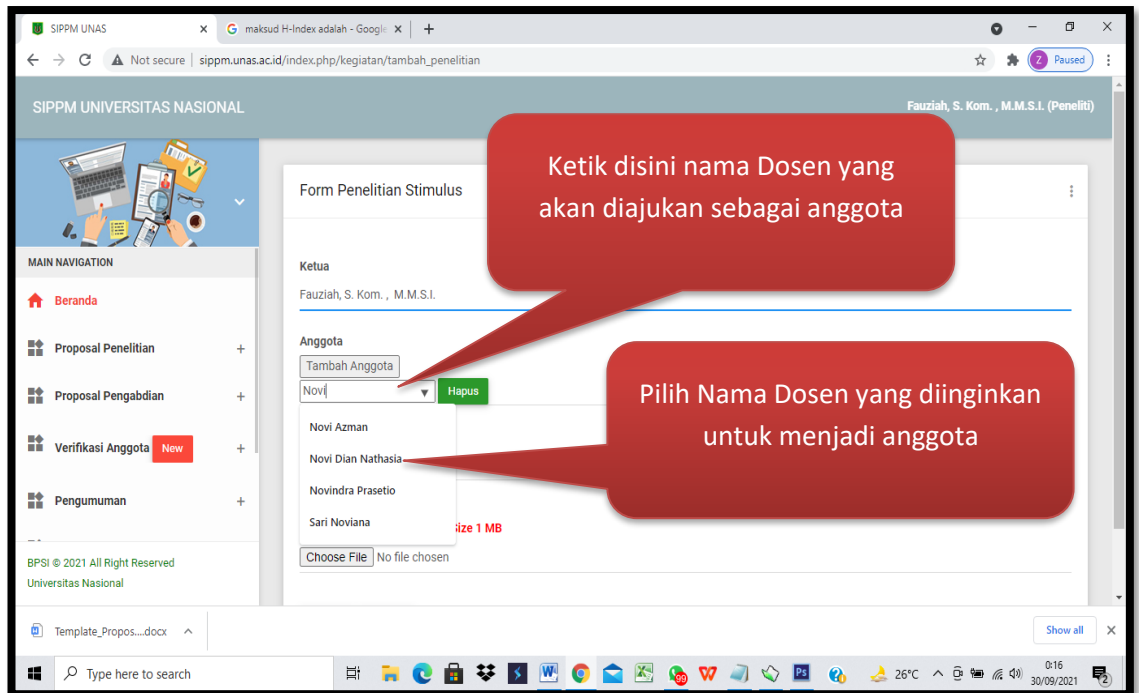 SIPPM UNAS
maksud H-Index adalah - Google
Not secure
sippm.unas.ac.id/index.php/kegiatan/tambah_penelitian
Z Paused
SIPPM UNIVERSITAS NASIONAL
Fauziah, S. Kom. , M.M.S.I. (Peneliti)
Ketik disini nama Dosen yang
akan diajukan sebagai anggota
Form Penelitian Stimulus
MAIN NAVIGATION
Beranda
Proposal Penelitian +
Proposal Pengabdian +
Verifikasi Anggota New +
Pengumuman +
BPSI © 2021 All Right Reserved
Universitas Nasional
Ketua
Fauziah, S. Kom. , M.M.S.I.
Anggota
Tambah Anggota
Novi
Hapus
Novi Azman
Novi Dian Nathasia
Novindra Prasetio
Sari Noviana
Pilih Nama Dosen yang diinginkan
untuk menjadi anggota
Size 1 MB
Choose File No file chosen
Template_Propos....docx
Show all
Type here to search
99
Ps
26°C
0:16
30/09/2021
2